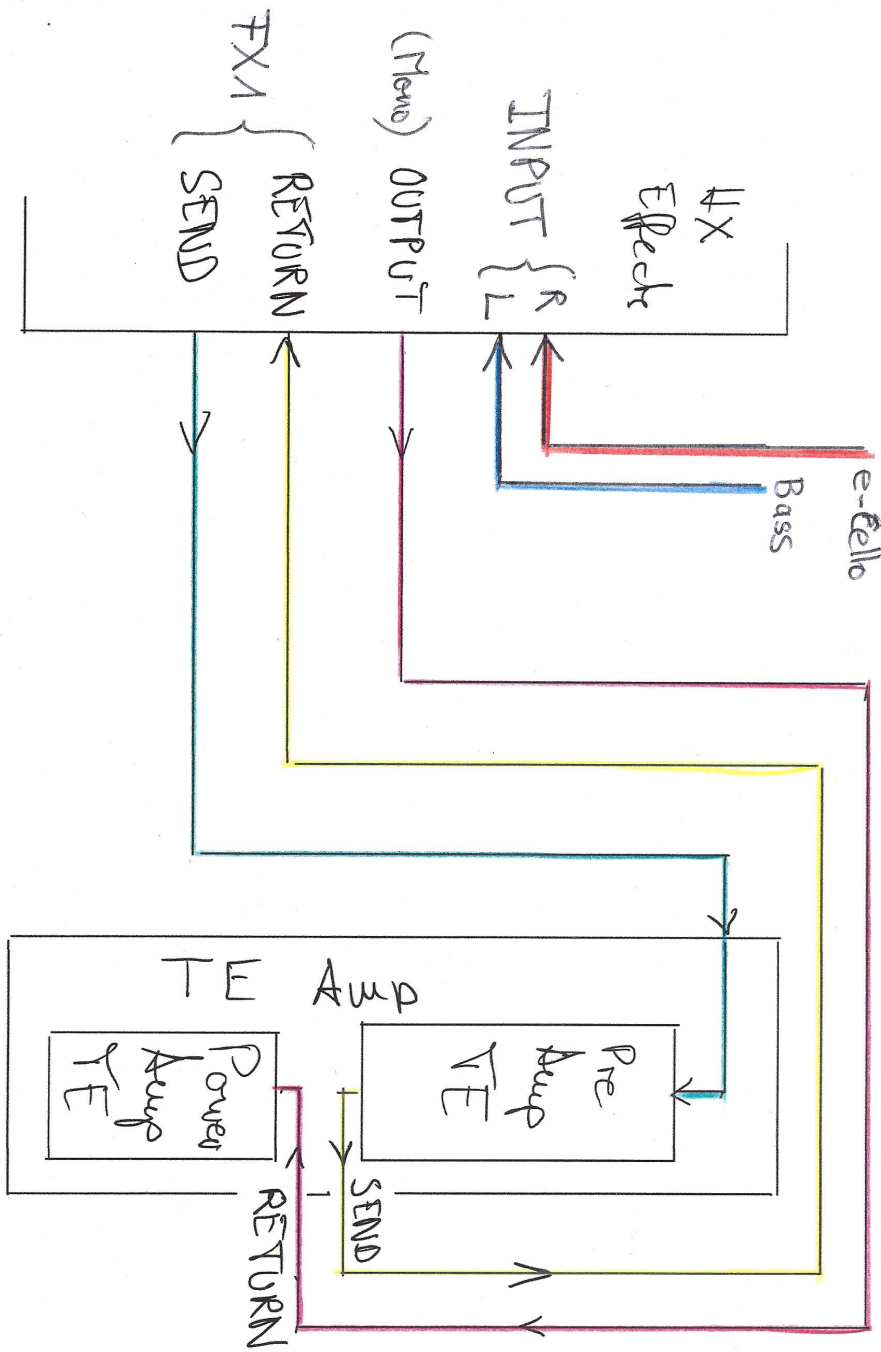 e-Cello
Bass
HX
Effects
INPUT { R
L
(Mono) OUTPUT
FX1 { RETURN
SEND
TE Amp
Pre
Amp
TE
SEND
RETURN
Power
Amp
TE